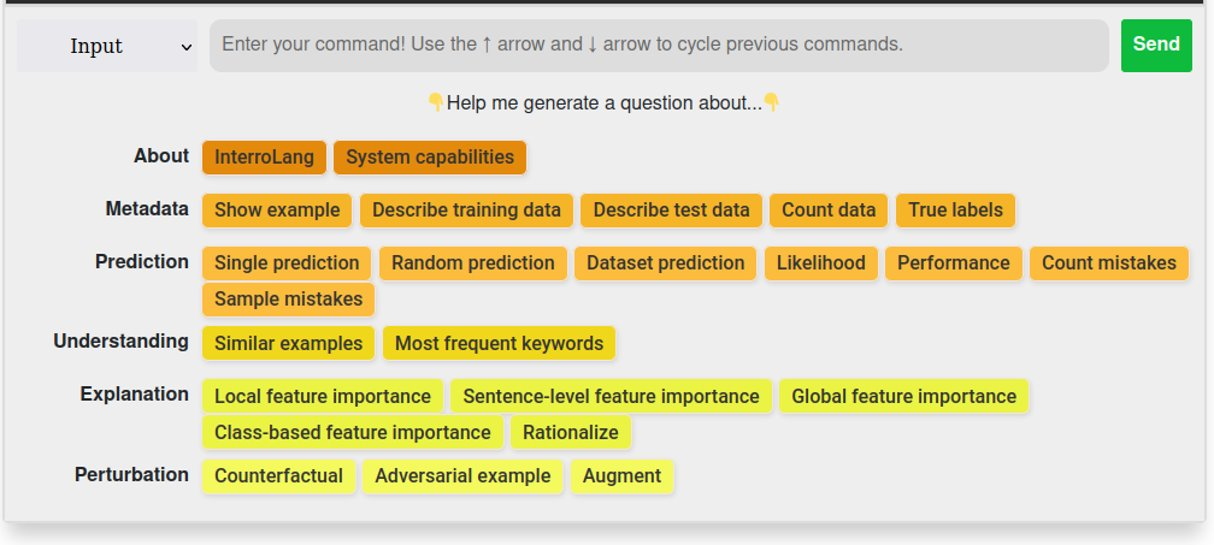 Input Enter your command! Use the ↑ arrow and ↓ arrow to cycle previous commands. Send
👇Help me generate a question about...👇
About InterroLang System capabilities
Metadata Show example Describe training data Describe test data Count data True labels
Prediction Single prediction Random prediction Dataset prediction Likelihood Performance Count mistakes
Sample mistakes
Understanding Similar examples Most frequent keywords
Explanation Local feature importance Sentence-level feature importance Global feature importance
Class-based feature importance Rationalize
Perturbation Counterfactual Adversarial example Augment